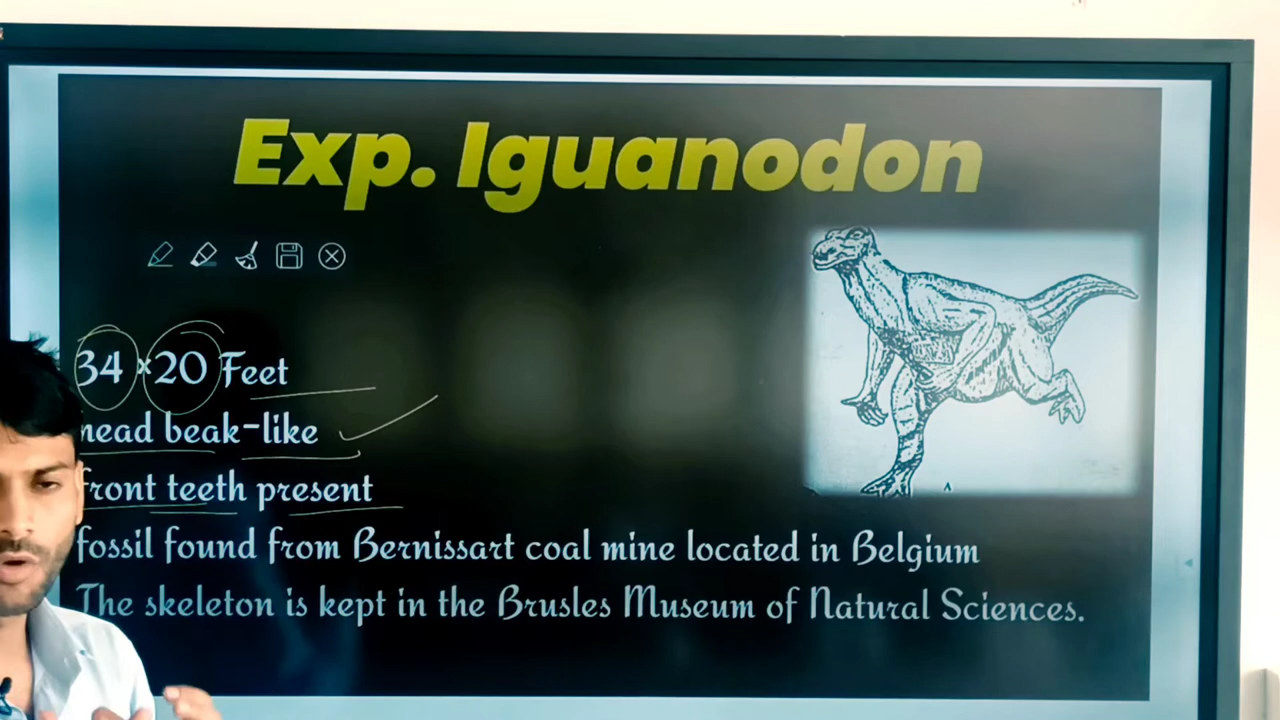 Exp. Iguanodon
34 × 20 Feet
head beak-like
front teeth present
fossil found from Bernissart coal mine located in Belgium
The skeleton is kept in the Brusles Museum of Natural Sciences.
A